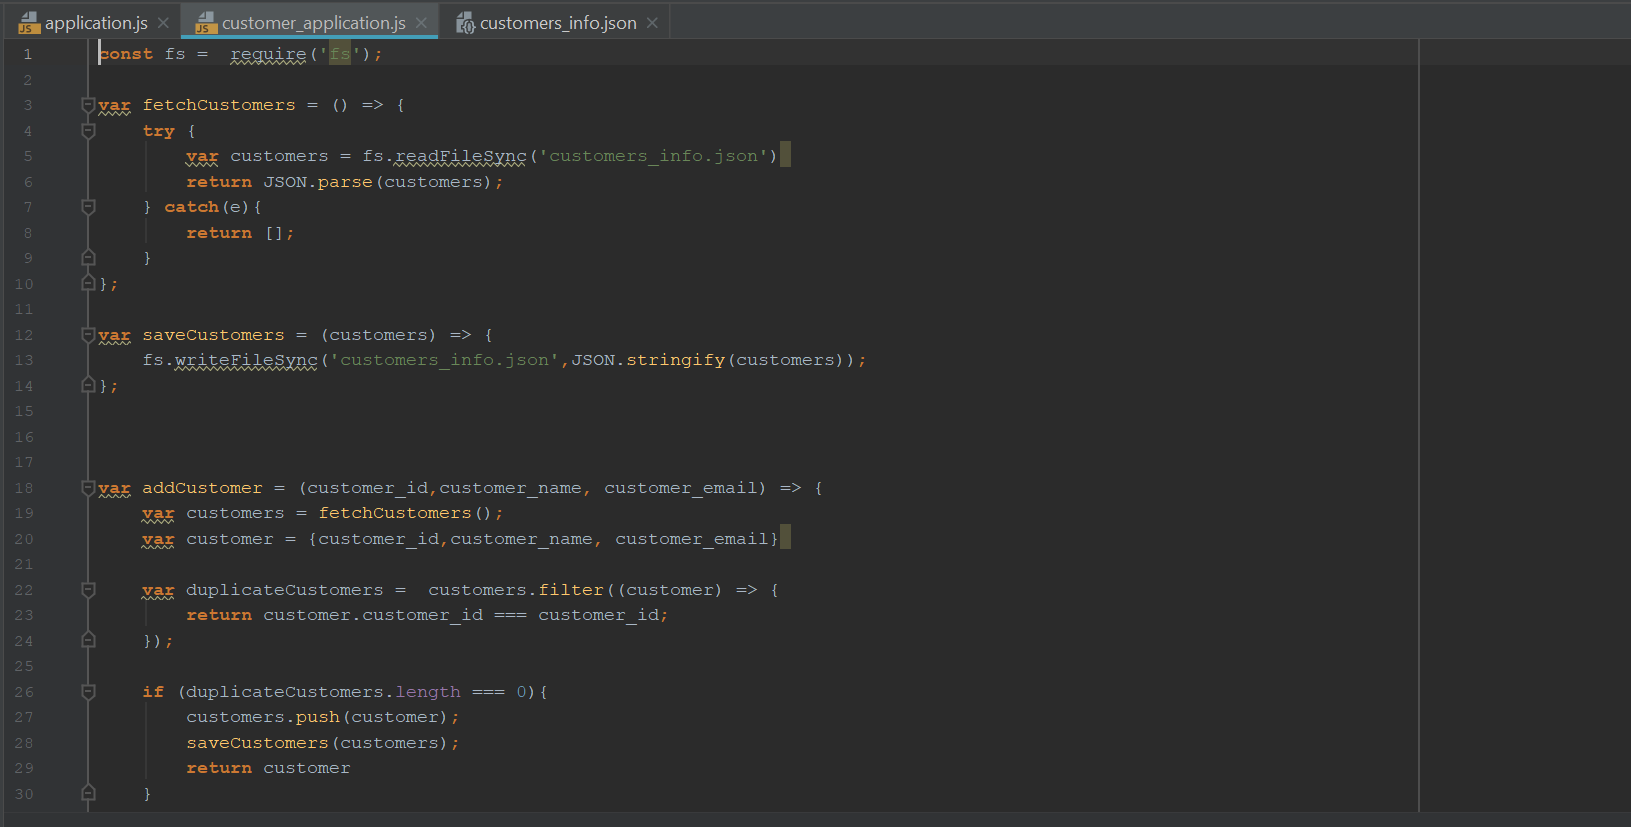 application.js customer_application.js customers_info.json
1 const fs =  require('fs');
2
3 var fetchCustomers = () => {
4     try {
5         var customers = fs.readFileSync('customers_info.json')
6         return JSON.parse(customers);
7     } catch(e){
8         return [];
9     }
10 };
11
12 var saveCustomers = (customers) => {
13     fs.writeFileSync('customers_info.json',JSON.stringify(customers));
14 };
15
16
17
18 var addCustomer = (customer_id,customer_name, customer_email) => {
19     var customers = fetchCustomers();
20     var customer = {customer_id,customer_name, customer_email}
21
22     var duplicateCustomers =  customers.filter((customer) => {
23         return customer.customer_id === customer_id;
24     });
25
26     if (duplicateCustomers.length === 0){
27         customers.push(customer);
28         saveCustomers(customers);
29         return customer
30     }